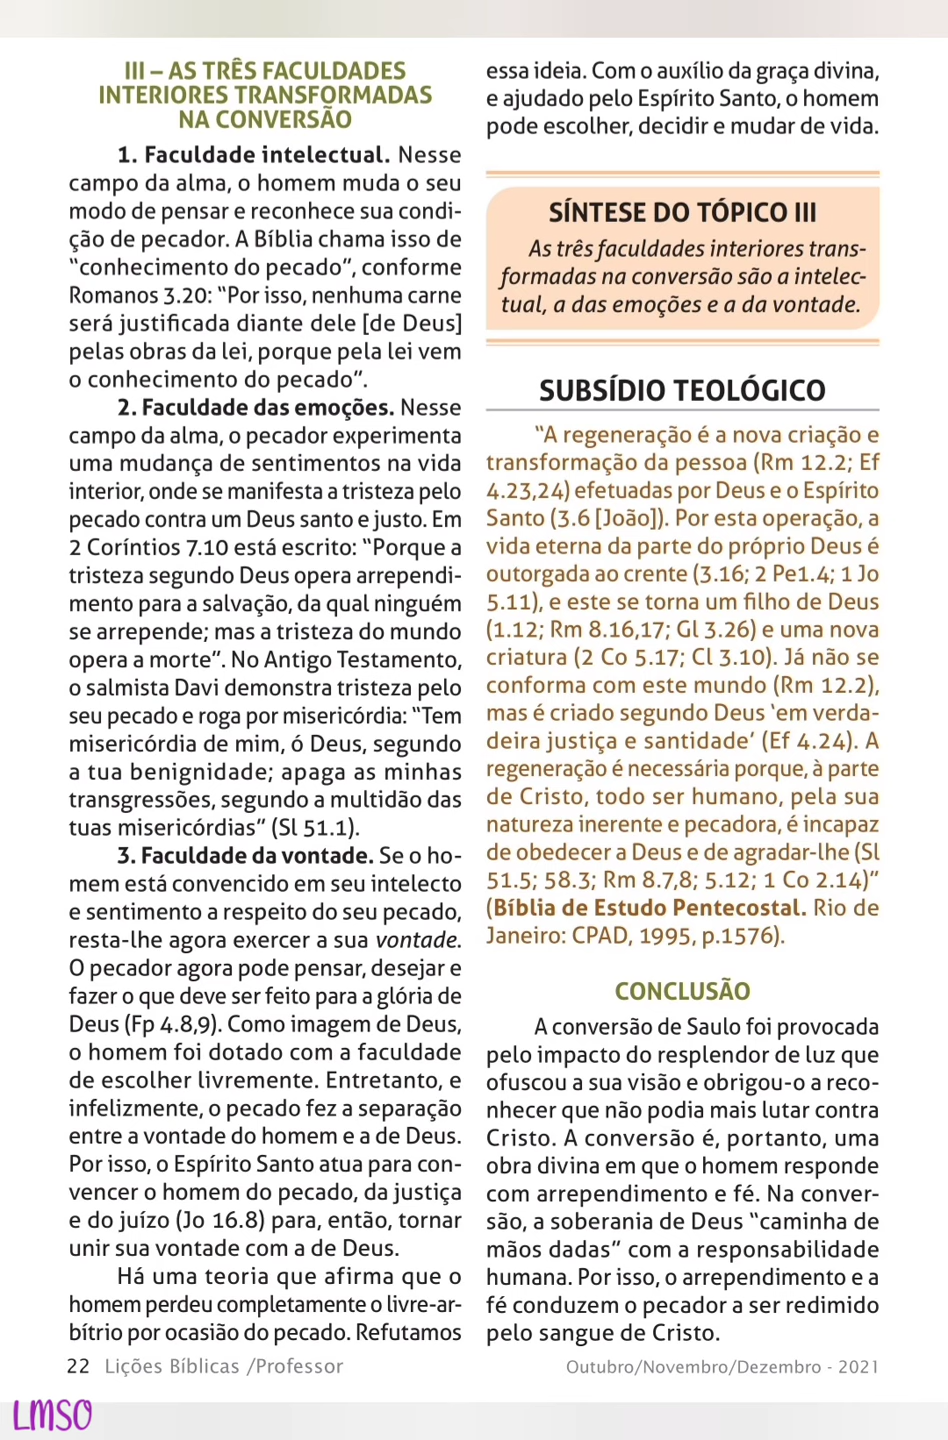 III – AS TRÊS FACULDADES
INTERIORES TRANSFORMADAS
NA CONVERSÃO
1. Faculdade intelectual. Nesse
campo da alma, o homem muda o seu
modo de pensar e reconhece sua condi-
ção de pecador. A Bíblia chama isso de
“conhecimento do pecado”, conforme
Romanos 3.20: “Por isso, nenhuma carne
será justificada diante dele [de Deus]
pelas obras da lei, porque pela lei vem
o conhecimento do pecado”.
2. Faculdade das emoções. Nesse
campo da alma, o pecador experimenta
uma mudança de sentimentos na vida
interior, onde se manifesta a tristeza pelo
pecado contra um Deus santo e justo. Em
2 Coríntios 7.10 está escrito: “Porque a
tristeza segundo Deus opera arrependi-
mento para a salvação, da qual ninguém
se arrepende; mas a tristeza do mundo
opera a morte”. No Antigo Testamento,
o salmista Davi demonstra tristeza pelo
seu pecado e roga por misericórdia: “Tem
misericórdia de mim, ó Deus, segundo
a tua benignidade; apaga as minhas
transgressões, segundo a multidão das
tuas misericórdias” (Sl 51.1).
3. Faculdade da vontade. Se o ho-
mem está convencido em seu intelecto
e sentimento a respeito do seu pecado,
resta-lhe agora exercer a sua vontade.
O pecador agora pode pensar, desejar e
fazer o que deve ser feito para a glória de
Deus (Fp 4.8,9). Como imagem de Deus,
o homem foi dotado com a faculdade
de escolher livremente. Entretanto, e
infelizmente, o pecado fez a separação
entre a vontade do homem e a de Deus.
Por isso, o Espírito Santo atua para con-
vencer o homem do pecado, da justiça
e do juízo (Jo 16.8) para, então, tornar
unir sua vontade com a de Deus.
Há uma teoria que afirma que o
homem perdeu completamente o livre-ar-
bítrio por ocasião do pecado. Refutamos
essa ideia. Com o auxílio da graça divina,
e ajudado pelo Espírito Santo, o homem
pode escolher, decidir e mudar de vida.
SÍNTESE DO TÓPICO III
As três faculdades interiores trans-
formadas na conversão são a intelec-
tual, a das emoções e a da vontade.
SUBSÍDIO TEOLÓGICO
“A regeneração é a nova criação e
transformação da pessoa (Rm 12.2; Ef
4.23,24) efetuadas por Deus e o Espírito
Santo (3.6 [João]). Por esta operação, a
vida eterna da parte do próprio Deus é
outorgada ao crente (3.16; 2 Pe1.4; 1 Jo
5.11), e este se torna um filho de Deus
(1.12; Rm 8.16,17; Gl 3.26) e uma nova
criatura (2 Co 5.17; Cl 3.10). Já não se
conforma com este mundo (Rm 12.2),
mas é criado segundo Deus ‘em verda-
deira justiça e santidade’ (Ef 4.24). A
regeneração é necessária porque, à parte
de Cristo, todo ser humano, pela sua
natureza inerente e pecadora, é incapaz
de obedecer a Deus e de agradar-lhe (Sl
51.5; 58.3; Rm 8.7,8; 5.12; 1 Co 2.14)”
(Bíblia de Estudo Pentecostal. Rio de
Janeiro: CPAD, 1995, p.1576).
CONCLUSÃO
A conversão de Saulo foi provocada
pelo impacto do resplendor de luz que
ofuscou a sua visão e obrigou-o a reco-
nhecer que não podia mais lutar contra
Cristo. A conversão é, portanto, uma
obra divina em que o homem responde
com arrependimento e fé. Na conver-
são, a soberania de Deus “caminha de
mãos dadas” com a responsabilidade
humana. Por isso, o arrependimento e a
fé conduzem o pecador a ser redimido
pelo sangue de Cristo.
22 Lições Bíblicas /Professor
Outubro/Novembro/Dezembro - 2021
LMSO